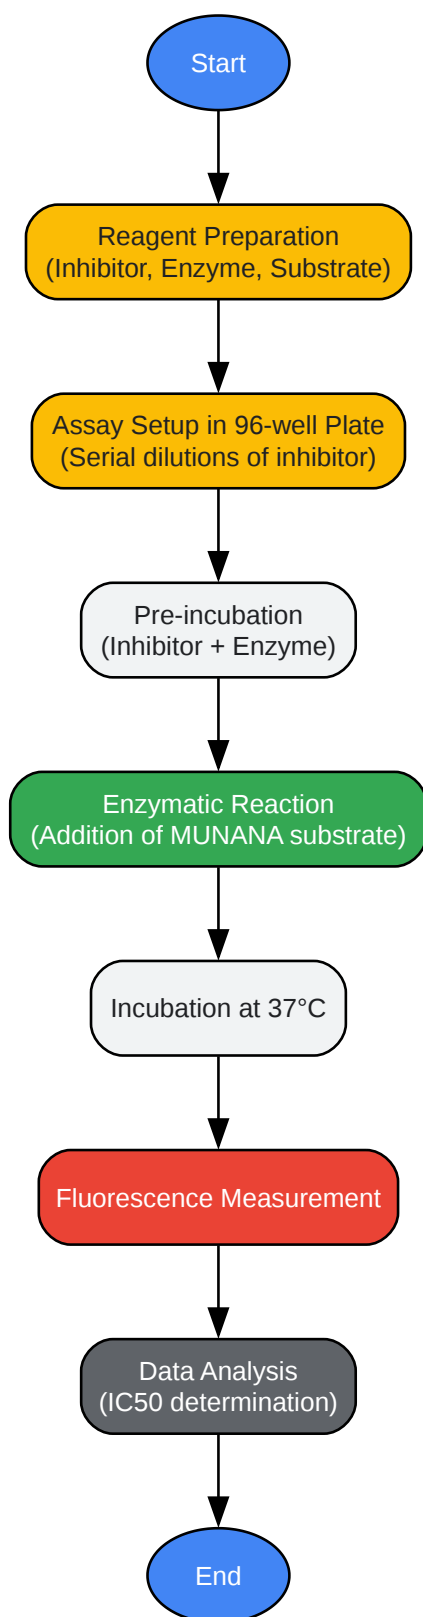 Start
Reagent Preparation
(Inhibitor, Enzyme, Substrate)
Assay Setup in 96-well Plate
(Serial dilutions of inhibitor)
Pre-incubation
(Inhibitor + Enzyme)
Enzymatic Reaction
(Addition of MUNANA substrate)
Incubation at 37°C
Fluorescence Measurement
Data Analysis
(IC50 determination)
End